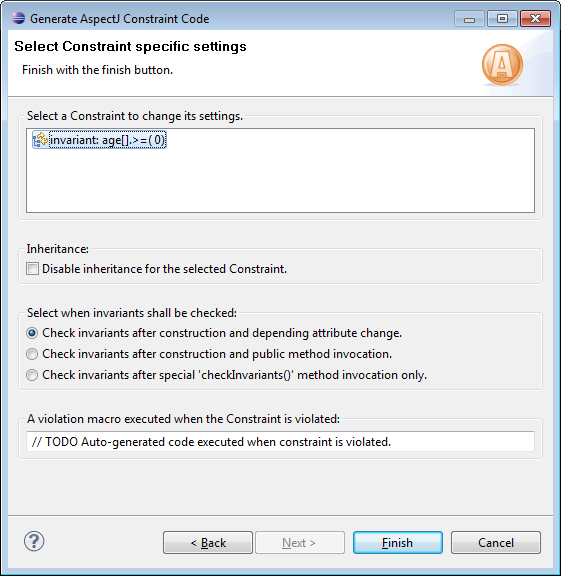 Generate AspectJ Constraint Code
Select Constraint specific settings
Finish with the finish button.
A
Select a Constraint to change its settings.
invariant: age[].>=( 0)
Inheritance:
Disable inheritance for the selected Constraint.
Select when invariants shall be checked:
Check invariants after construction and depending attribute change.
Check invariants after construction and public method invocation.
Check invariants after special 'checkInvariants()' method invocation only.
A violation macro executed when the Constraint is violated:
// TODO Auto-generated code executed when constraint is violated.
?
< Back
Next >
Finish
Cancel